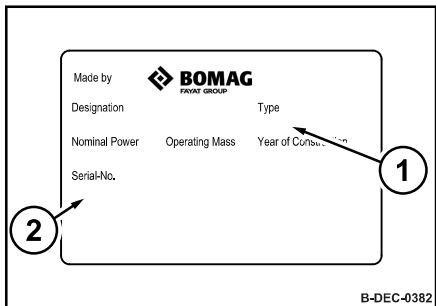 Made by BOMAG
FAYAT GROUP
Designation Type
Nominal Power Operating Mass Year of Construction
Serial-No.
1
2
B-DEC-0382